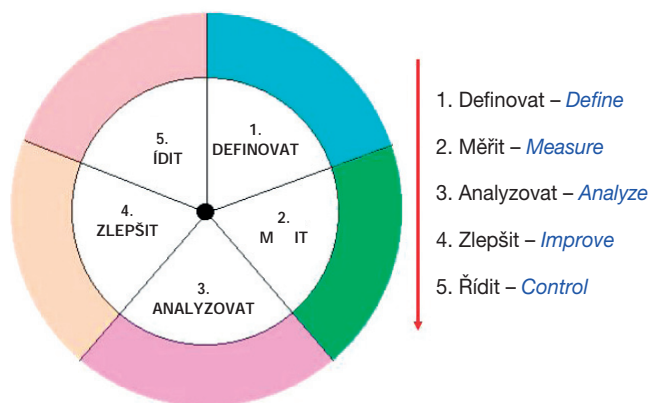 1.
DEFINOVAT
2.
M IT
3.
ANALYZOVAT
4.
ZLEPŠIT
5.
ÍDIT
1. Definovat – Define
2. Měřit – Measure
3. Analyzovat – Analyze
4. Zlepšit – Improve
5. Řídit – Control